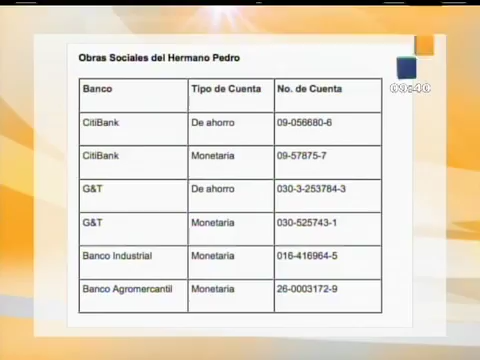 Obras Sociales del Hermano Pedro
09:40
Banco Tipo de Cuenta No. de Cuenta
CitiBank De ahorro 09-056680-6
CitiBank Monetaria 09-57875-7
G&T De ahorro 030-3-253784-3
G&T Monetaria 030-525743-1
Banco Industrial Monetaria 016-416964-5
Banco Agromercantil Monetaria 26-0003172-9